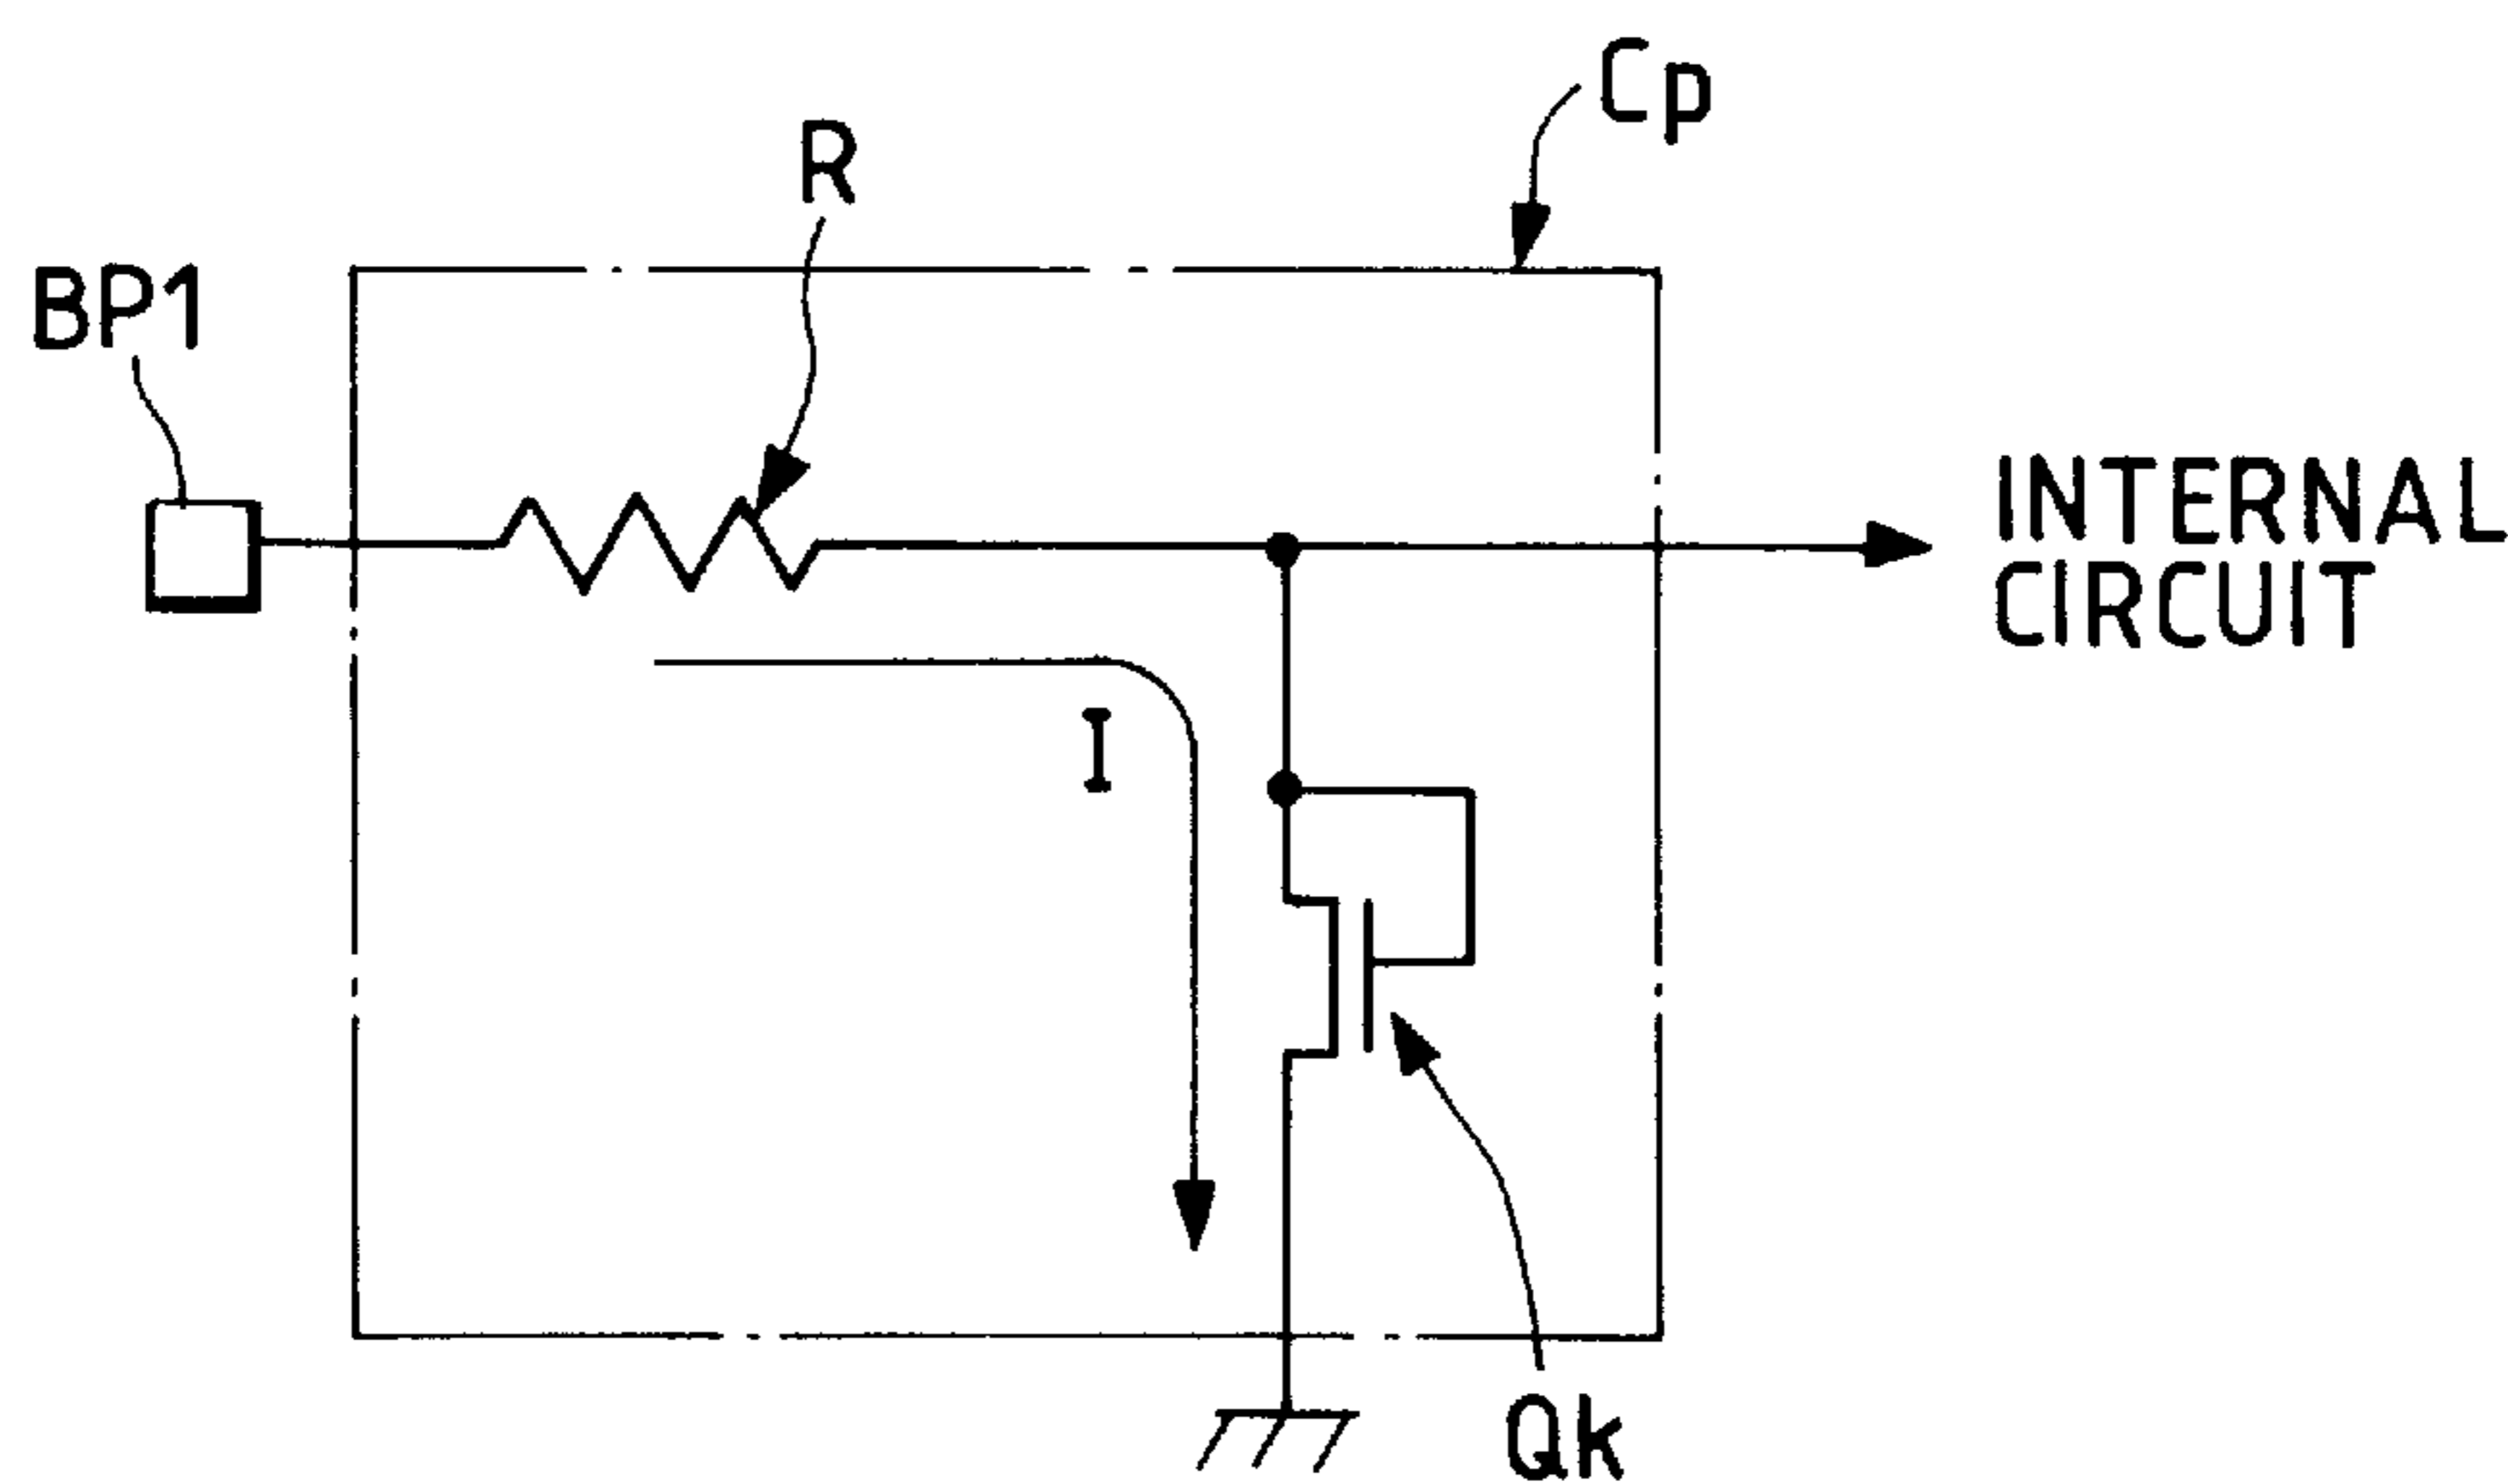 Cp
R
BP1
INTERNAL
CIRCUIT
I
Qk